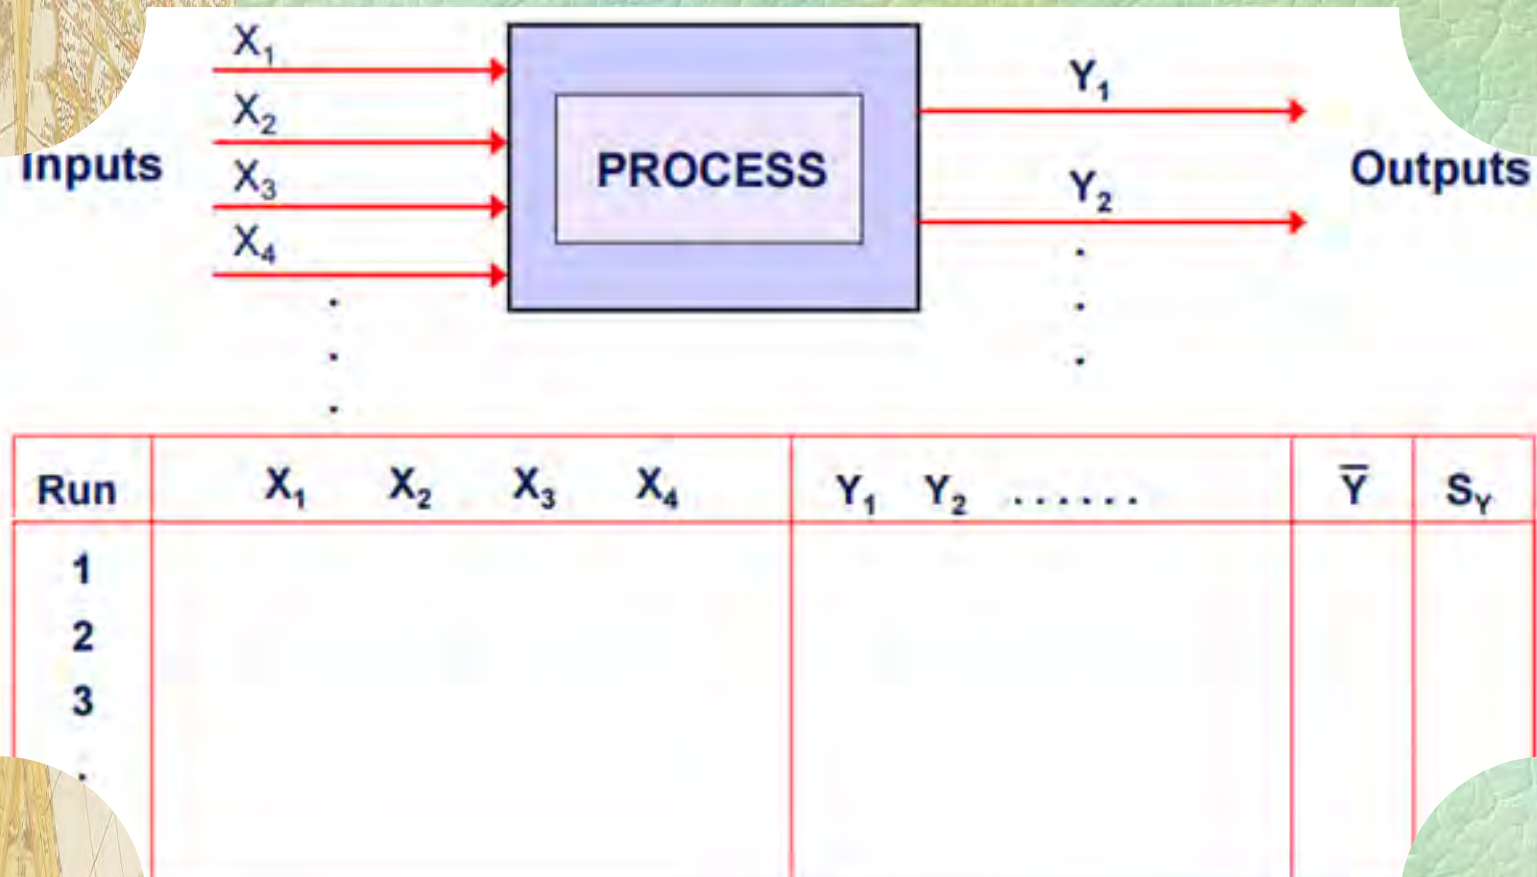 X₁
X₂
X₃
X₄
.
.
.
Inputs
PROCESS
Y₁
Y₂
.
.
.
Outputs
Run X₁ X₂ X₃ X₄ Y₁ Y₂ ...... Y̅ S_Y
1
2
3
.